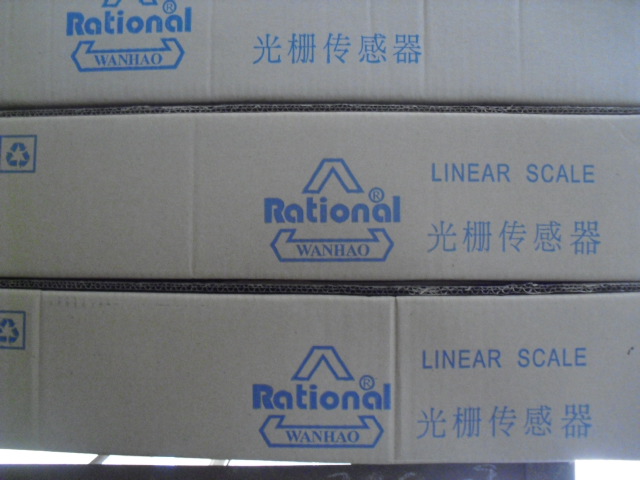 Rational®
WANHAO
光栅传感器
Rational®
WANHAO
LINEAR SCALE
光栅传感器
Rational®
WANHAO
LINEAR SCALE
光栅传感器